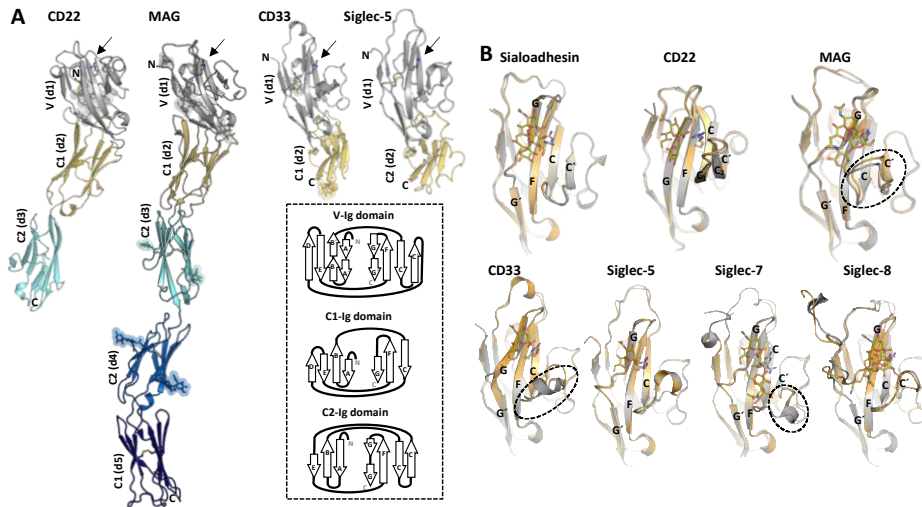 A
CD22
MAG
CD33
Siglec-5
N
N
N
N
V (d1)
V (d1)
V (d1)
V (d1)
C1 (d2)
C1 (d2)
C1 (d2)
C2 (d2)
C
C
C2 (d3)
C2 (d3)
C
C2 (d4)
C1 (d5)
C
V-Ig domain
D E B A A N G G F C C
C
C1-Ig domain
D E B A N G F C
C
C2-Ig domain
E B A N G G F C C
C
B
Sialoadhesin
CD22
MAG
G
C
C´
F
G´
C
G
F
G´
G
C´
C
F
G´
CD33
Siglec-5
Siglec-7
Siglec-8
G
C
F
G´
G
C
F
G´
G
C
C´
F
G´
G
C
C´
F
G´